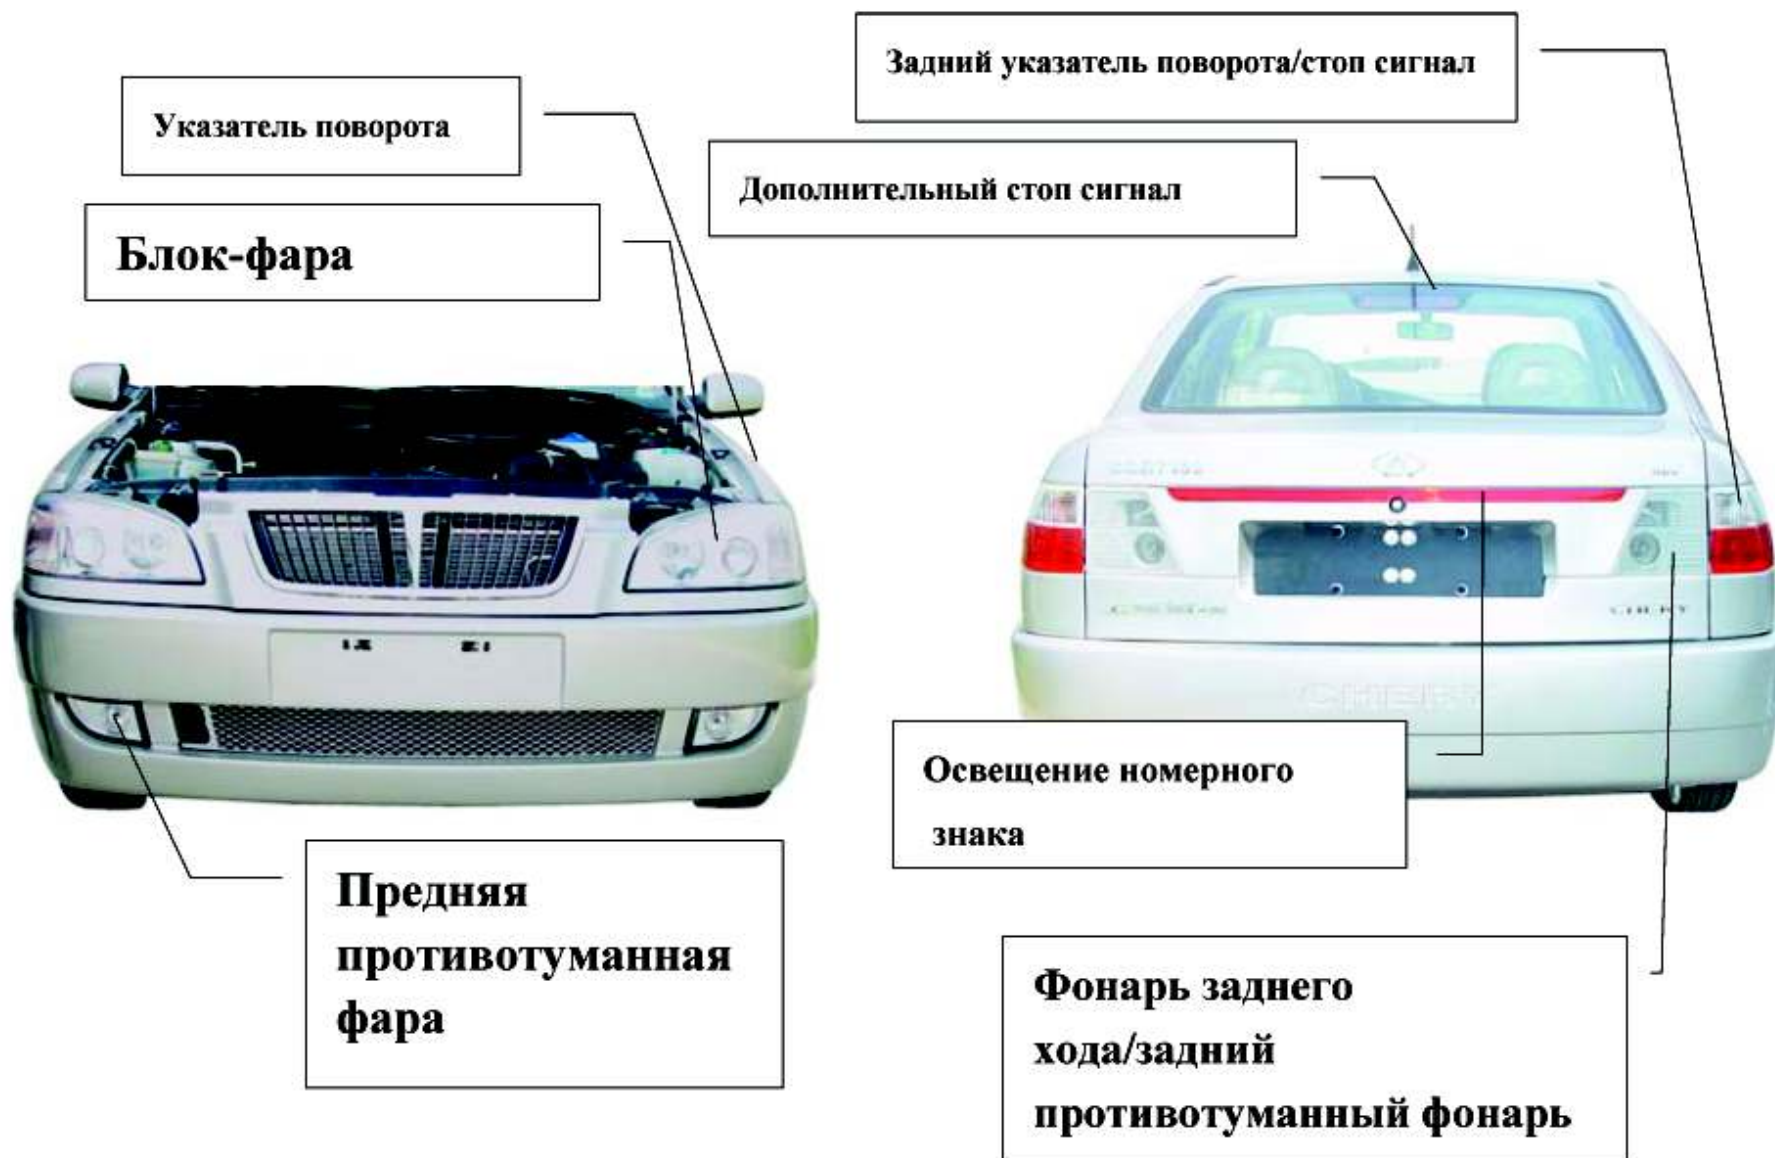 Задний указатель поворота/стоп сигнал
Указатель поворота
Дополнительный стоп сигнал
Блок-фара
CHERY
Освещение номерного
знака
Предняя
противотуманная
фара
Фонарь заднего
хода/задний
противотуманный фонарь